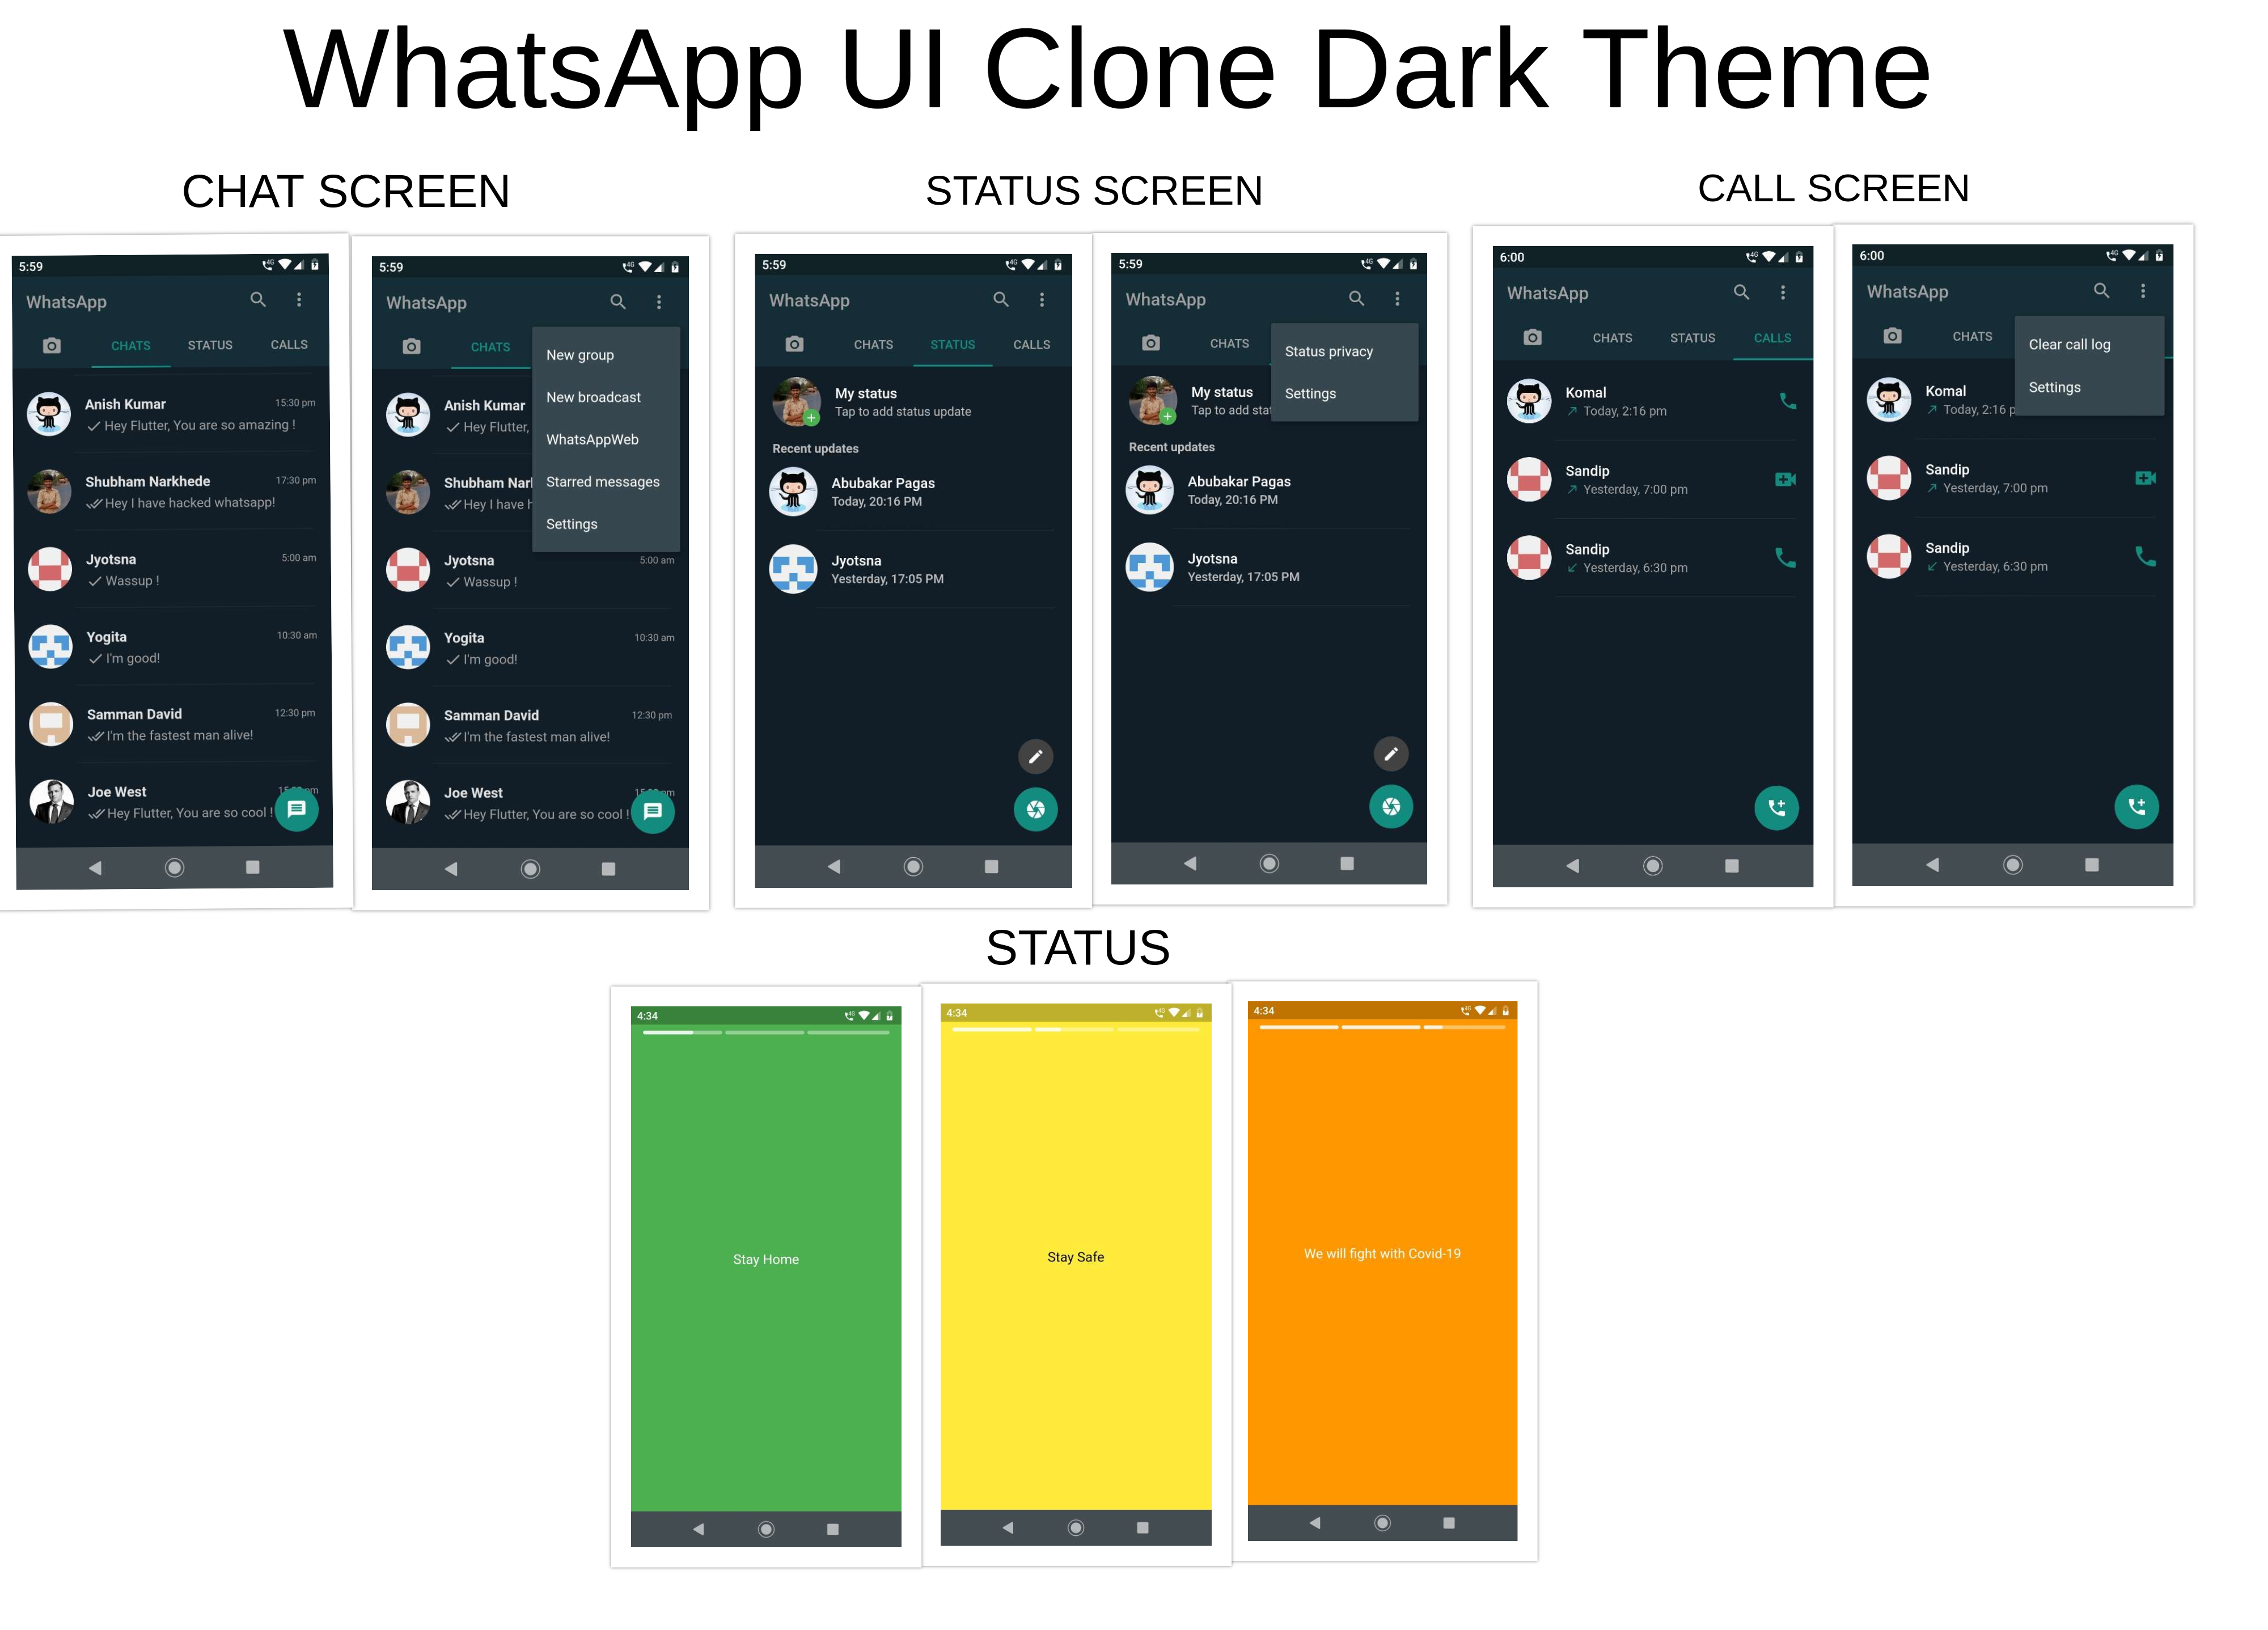 WhatsApp UI Clone Dark Theme
CHAT SCREEN
5:59
WhatsApp
CHATS STATUS CALLS
Anish Kumar 15:30 pm
Hey Flutter, You are so amazing !
Shubham Narkhede 17:30 pm
Hey I have hacked whatsapp!
Jyotsna 5:00 am
Wassup !
Yogita 10:30 am
I'm good!
Samman David 12:30 pm
I'm the fastest man alive!
Joe West
Hey Flutter, You are so cool !
5:59
WhatsApp
CHATS
New group
New broadcast
WhatsAppWeb
Starred messages
Settings
Anish Kumar
Hey Flutter,
Shubham
Hey I have
Jyotsna 5:00 am
Wassup !
Yogita 10:30 am
I'm good!
Samman David 12:30 pm
I'm the fastest man alive!
Joe West
Hey Flutter, You are so cool !
STATUS SCREEN
5:59
WhatsApp
CHATS STATUS CALLS
My status
Tap to add status update
Recent updates
Abubakar Pagas
Today, 20:16 PM
Jyotsna
Yesterday, 17:05 PM
5:59
WhatsApp
CHATS
Status privacy
Settings
My status
Tap to add
Recent updates
Abubakar Pagas
Today, 20:16 PM
Jyotsna
Yesterday, 17:05 PM
CALL SCREEN
6:00
WhatsApp
CHATS STATUS CALLS
Komal
Today, 2:16 pm
Sandip
Yesterday, 7:00 pm
Sandip
Yesterday, 6:30 pm
6:00
WhatsApp
CHATS
Clear call log
Settings
Komal
Today, 2:16
Sandip
Yesterday, 7:00 pm
Sandip
Yesterday, 6:30 pm
STATUS
4:34
Stay Home
4:34
Stay Safe
4:34
We will fight with Covid-19